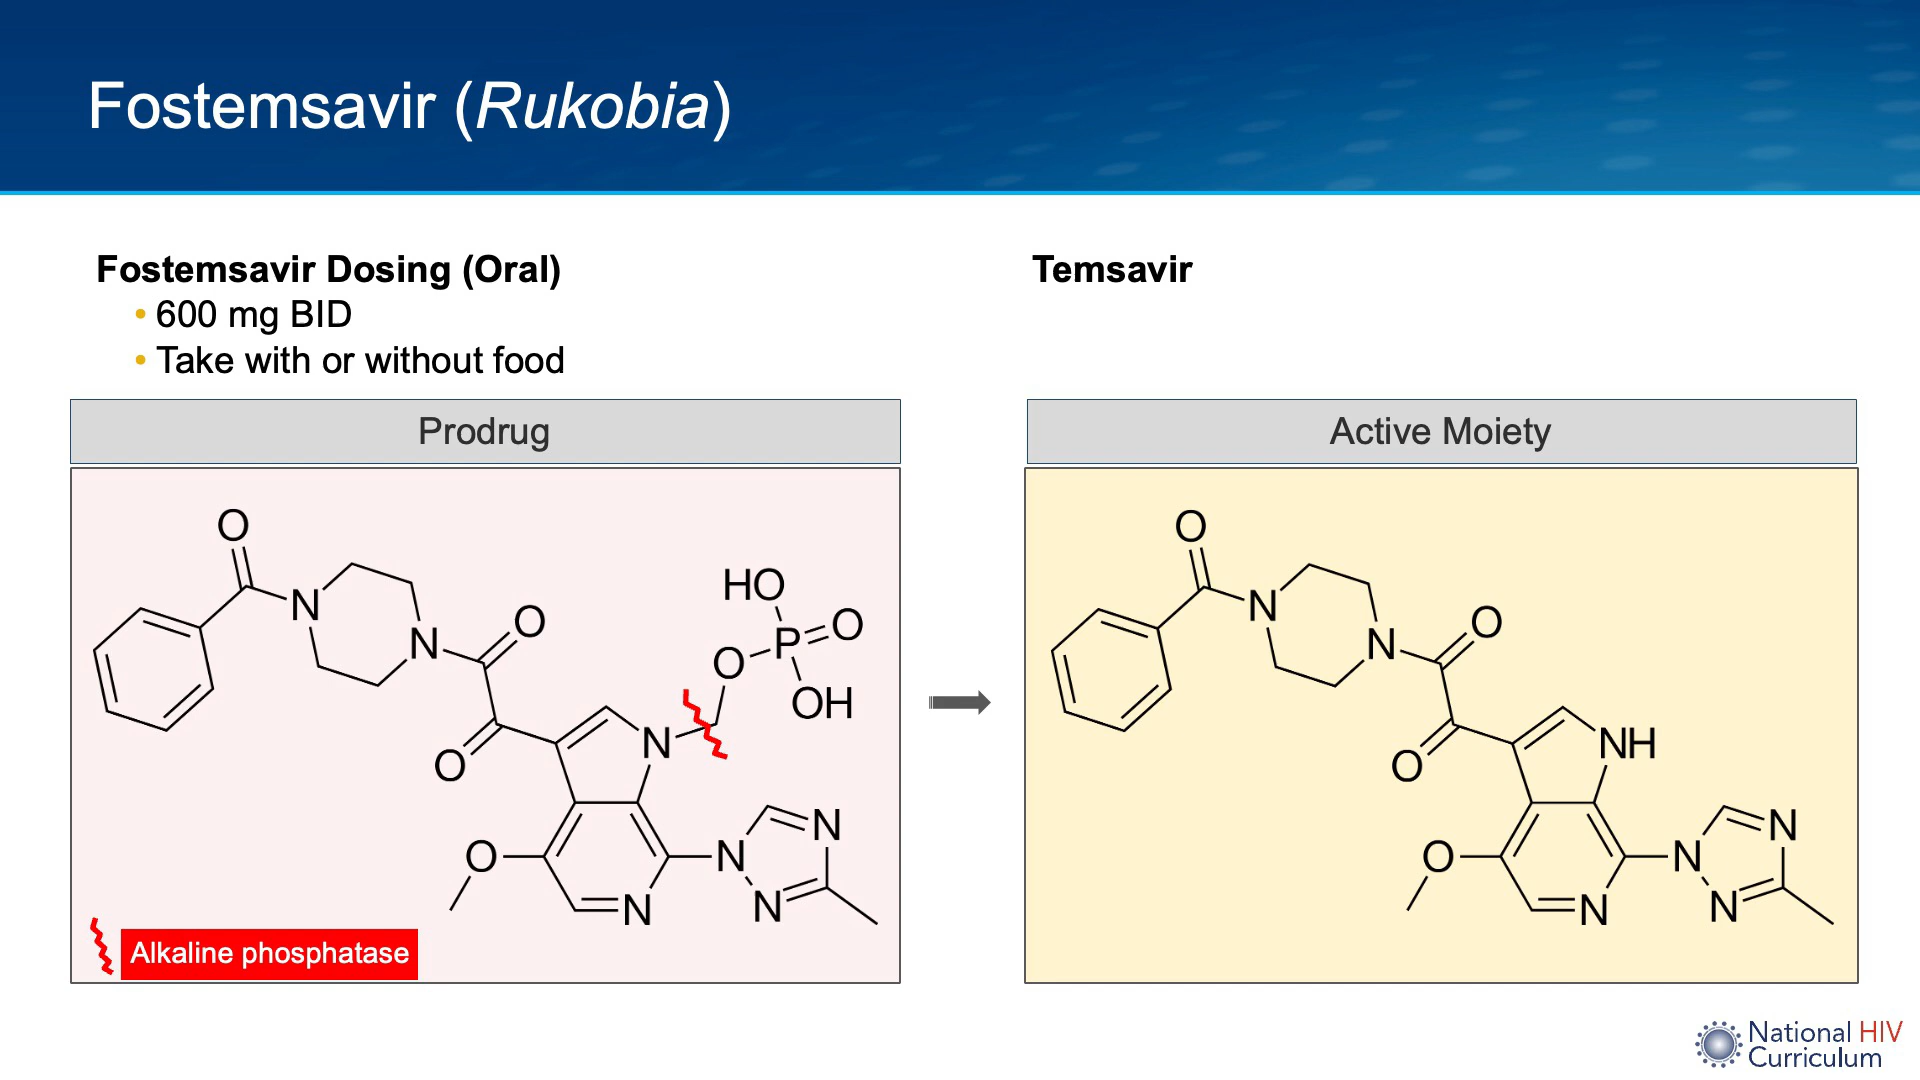 Fostemsavir (Rukobia)
Fostemsavir Dosing (Oral)
• 600 mg BID
• Take with or without food
Temsavir
Prodrug
O
N
N
O
O
HO
P
O
O
OH
N
O
N
N
N
N
Alkaline phosphatase
Active Moiety
O
N
N
O
O
NH
O
N
N
N
N
National HIV
Curriculum